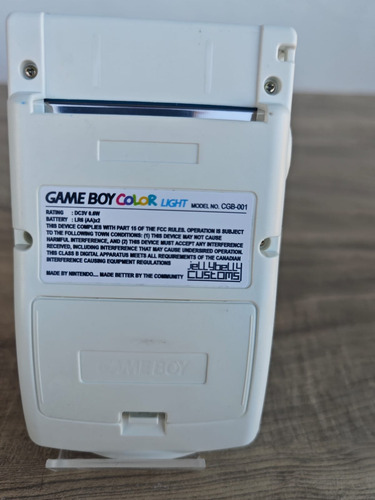 GAME BOY COLOR LIGHT MODEL NO. CGB-001
RATING : DC3V 0.6W
BATTERY : LR6 (AA)x2
THIS DEVICE COMPLIES WITH PART 15 OF THE FCC RULES. OPERATION IS SUBJECT
TO THE FOLLOWING TOWN CONDITIONS: (1) THIS DEVICE MAY NOT CAUSE
HARMFUL INTERFERENCE, AND (2) THIS DEVICE MUST ACCEPT ANY INTERFERENCE
RECEIVED, INCLUDING INTERFERENCE THAT MAY CAUSE UNDERSIRED OPERATION.
THIS CLASS B DIGITAL APPARATUS MEETS ALL REQUIREMENTS OF THE CANADIAN
INTERFERENCE CAUSING EQUIPMENT REGULATIONS
MADE BY NINTENDO.... MADE BETTER BY THE COMMUNITY
jellybelly
customs
GAME BOY